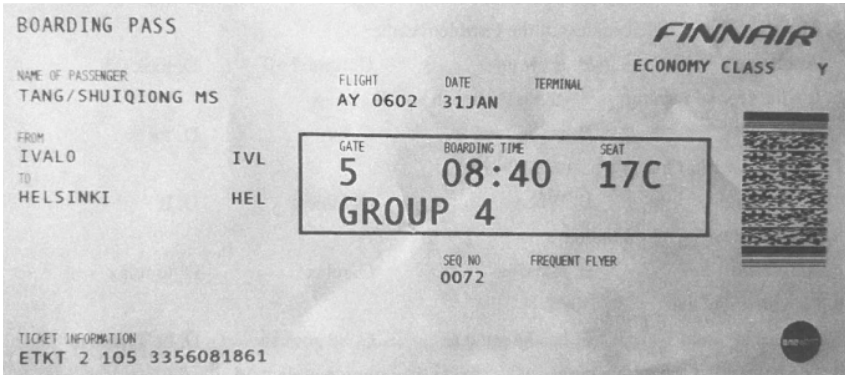 BOARDING PASS
FINNAIR
ECONOMY CLASS Y
NAME OF PASSENGER
TANG/SHUIQIONG MS
FLIGHT DATE TERMINAL
AY 0602 31JAN
FROM
IVALO IVL
TO
HELSINKI HEL
GATE BOARDING TIME SEAT
5 08:40 17C
GROUP 4
SEQ NO FREQUENT FLYER
0072
TICKET INFORMATION
ETKT 2 105 3356081861